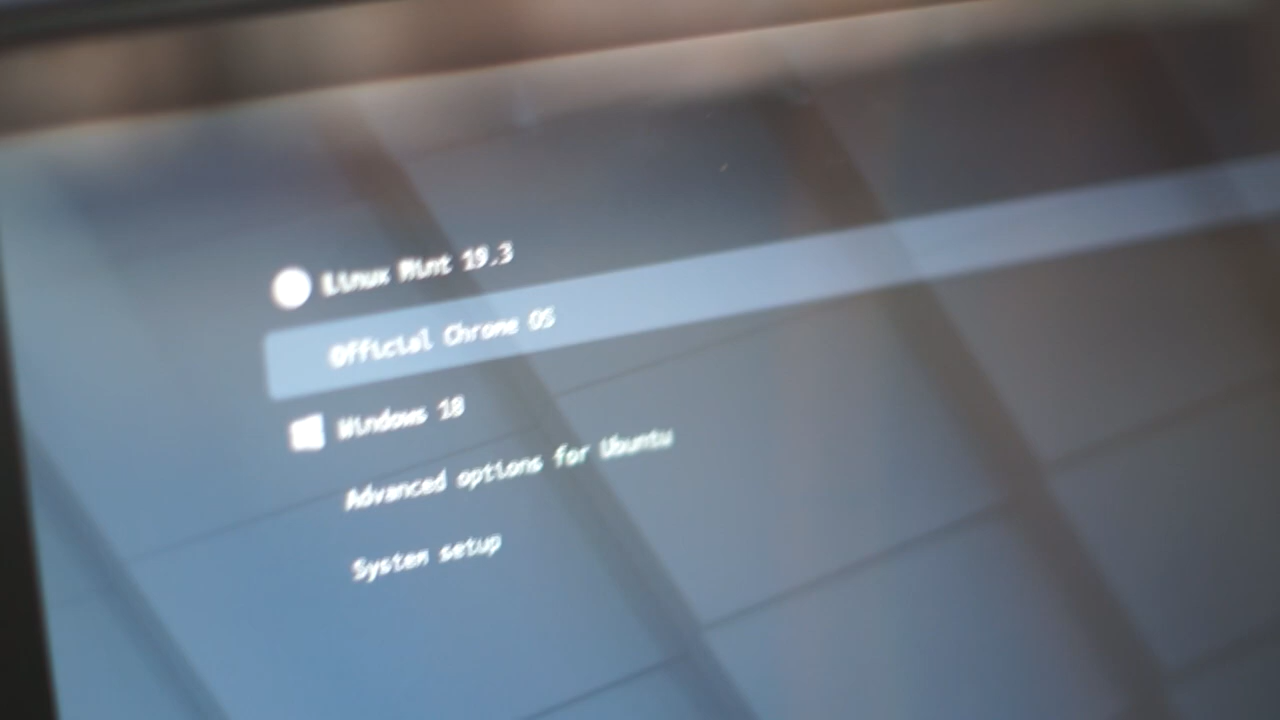 Linux Mint 19.3
Official Chrome OS
Windows 10
Advanced options for Ubuntu
System setup